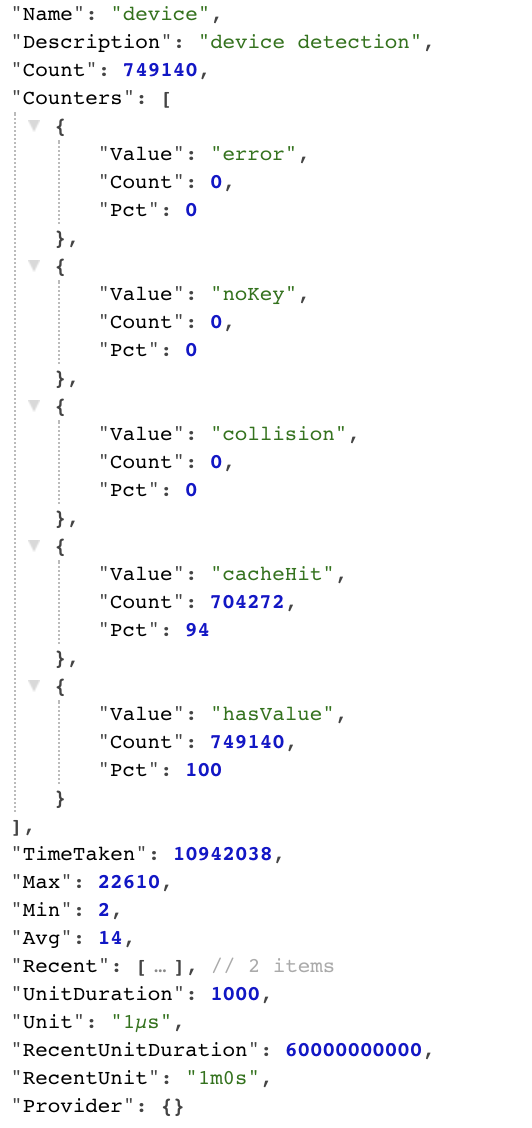 "Name": "device",
"Description": "device detection",
"Count": 749140,
"Counters": [
{
"Value": "error",
"Count": 0,
"Pct": 0
},
{
"Value": "noKey",
"Count": 0,
"Pct": 0
},
{
"Value": "collision",
"Count": 0,
"Pct": 0
},
{
"Value": "cacheHit",
"Count": 704272,
"Pct": 94
},
{
"Value": "hasValue",
"Count": 749140,
"Pct": 100
}
],
"TimeTaken": 10942038,
"Max": 22610,
"Min": 2,
"Avg": 14,
"Recent": [ … ], // 2 items
"UnitDuration": 1000,
"Unit": "1µs",
"RecentUnitDuration": 60000000000,
"RecentUnit": "1m0s",
"Provider": {}